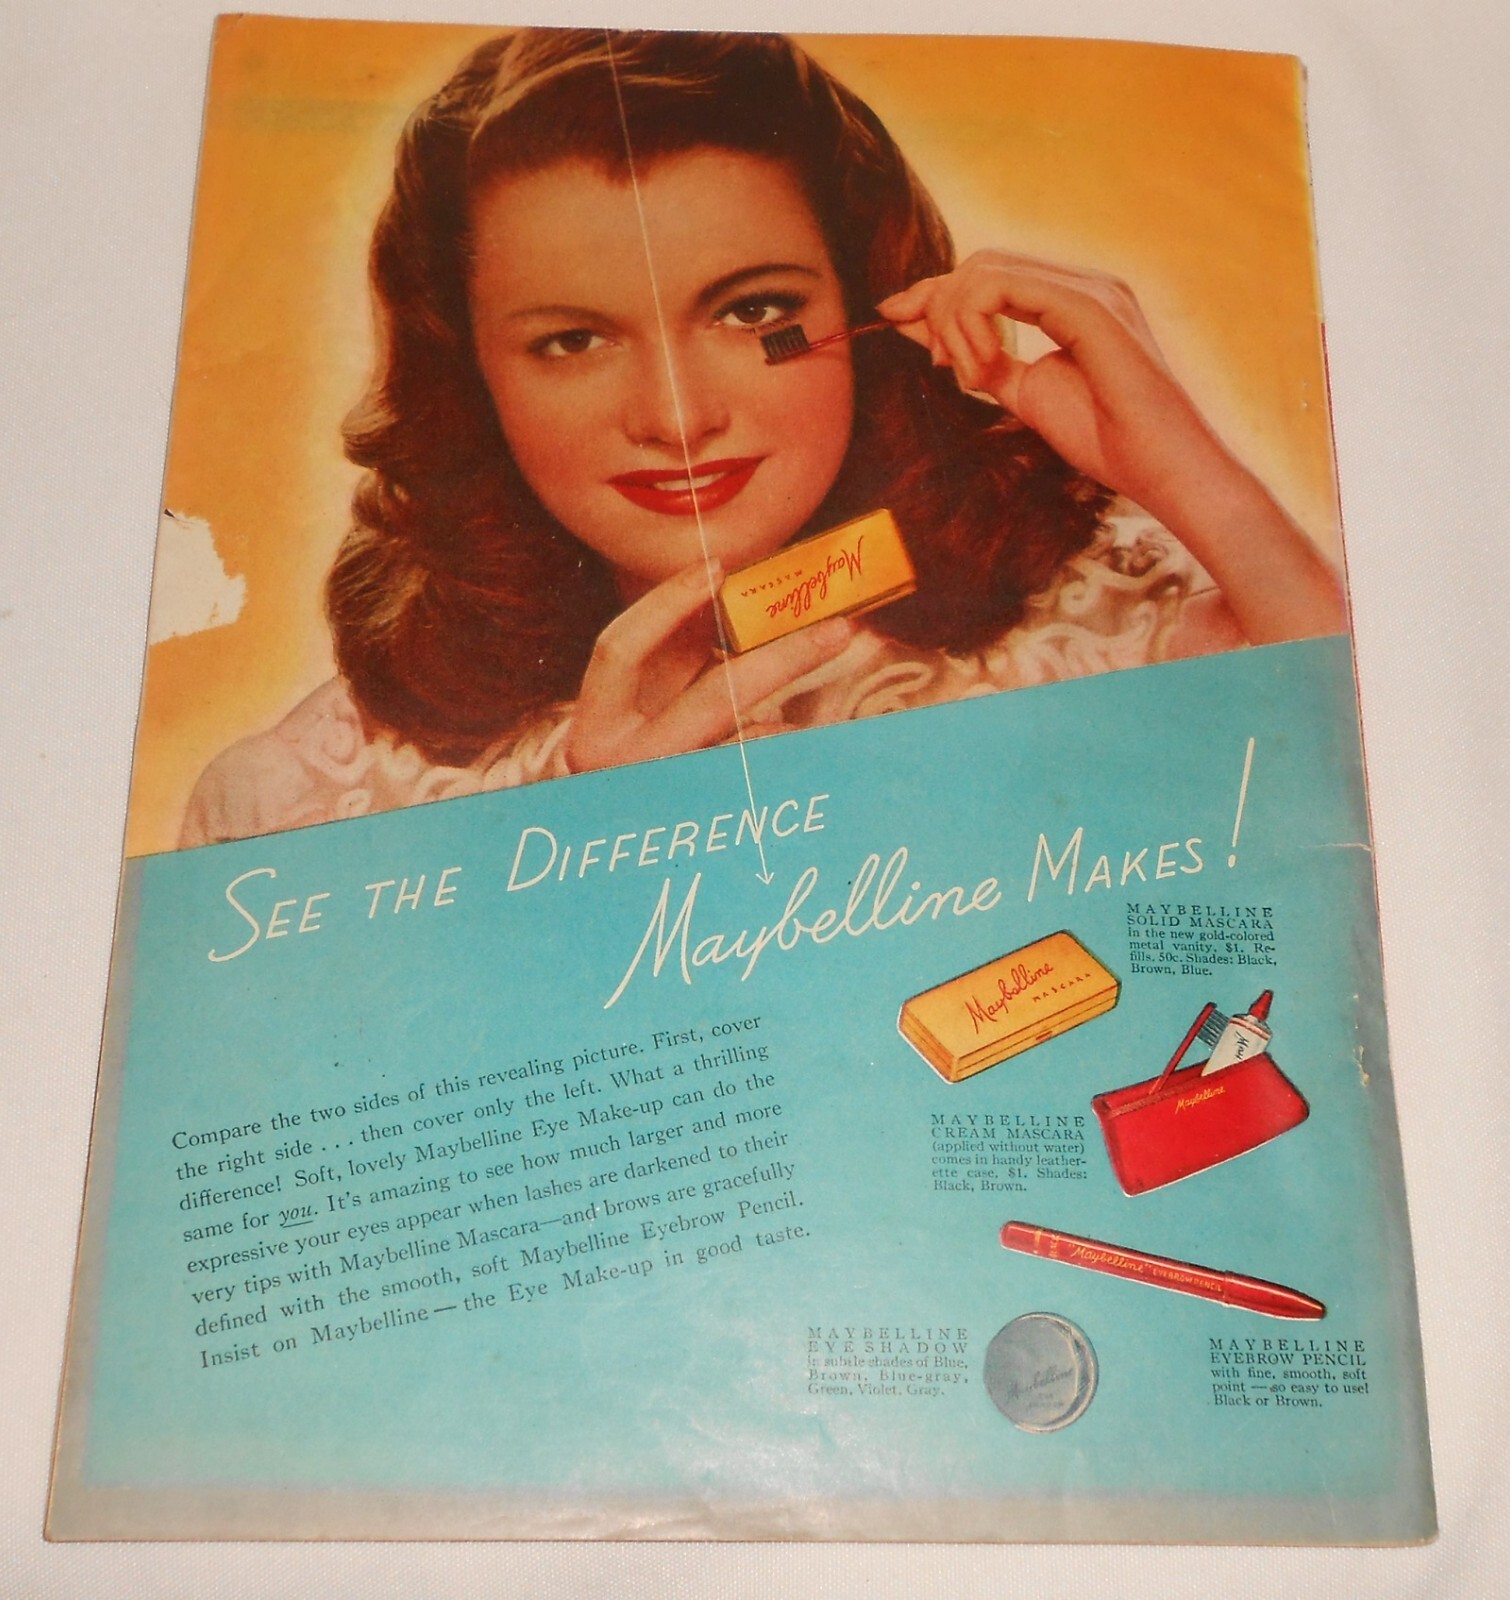 Maybelline
MASCARA
SEE THE DIFFERENCE
Maybelline MAKES!
Compare the two sides of this revealing picture. First, cover
the right side . . . then cover only the left. What a thrilling
difference! Soft, lovely Maybelline Eye Make-up can do the
same for you. It's amazing to see how much larger and more
expressive your eyes appear when lashes are darkened to their
very tips with Maybelline Mascara—and brows are gracefully
defined with the smooth, soft Maybelline Eyebrow Pencil.
Insist on Maybelline — the Eye Make-up in good taste.
MAYBELLINE
SOLID MASCARA
in the new gold-colored
metal vanity, $1. Re-
fills, 50c. Shades: Black,
Brown, Blue.
Maybelline
MASCARA
May
Maybelline
MAYBELLINE
CREAM MASCARA
(applied without water)
comes in handy leather-
ette case, $1. Shades:
Black, Brown.
Maybelline EYEBROW PENCIL
MAYBELLINE
EYE SHADOW
in subtle shades of Blue,
Brown, Blue-gray,
Green, Violet, Gray.
Maybelline
MAYBELLINE
EYEBROW PENCIL
with fine, smooth, soft
point — so easy to use!
Black or Brown.